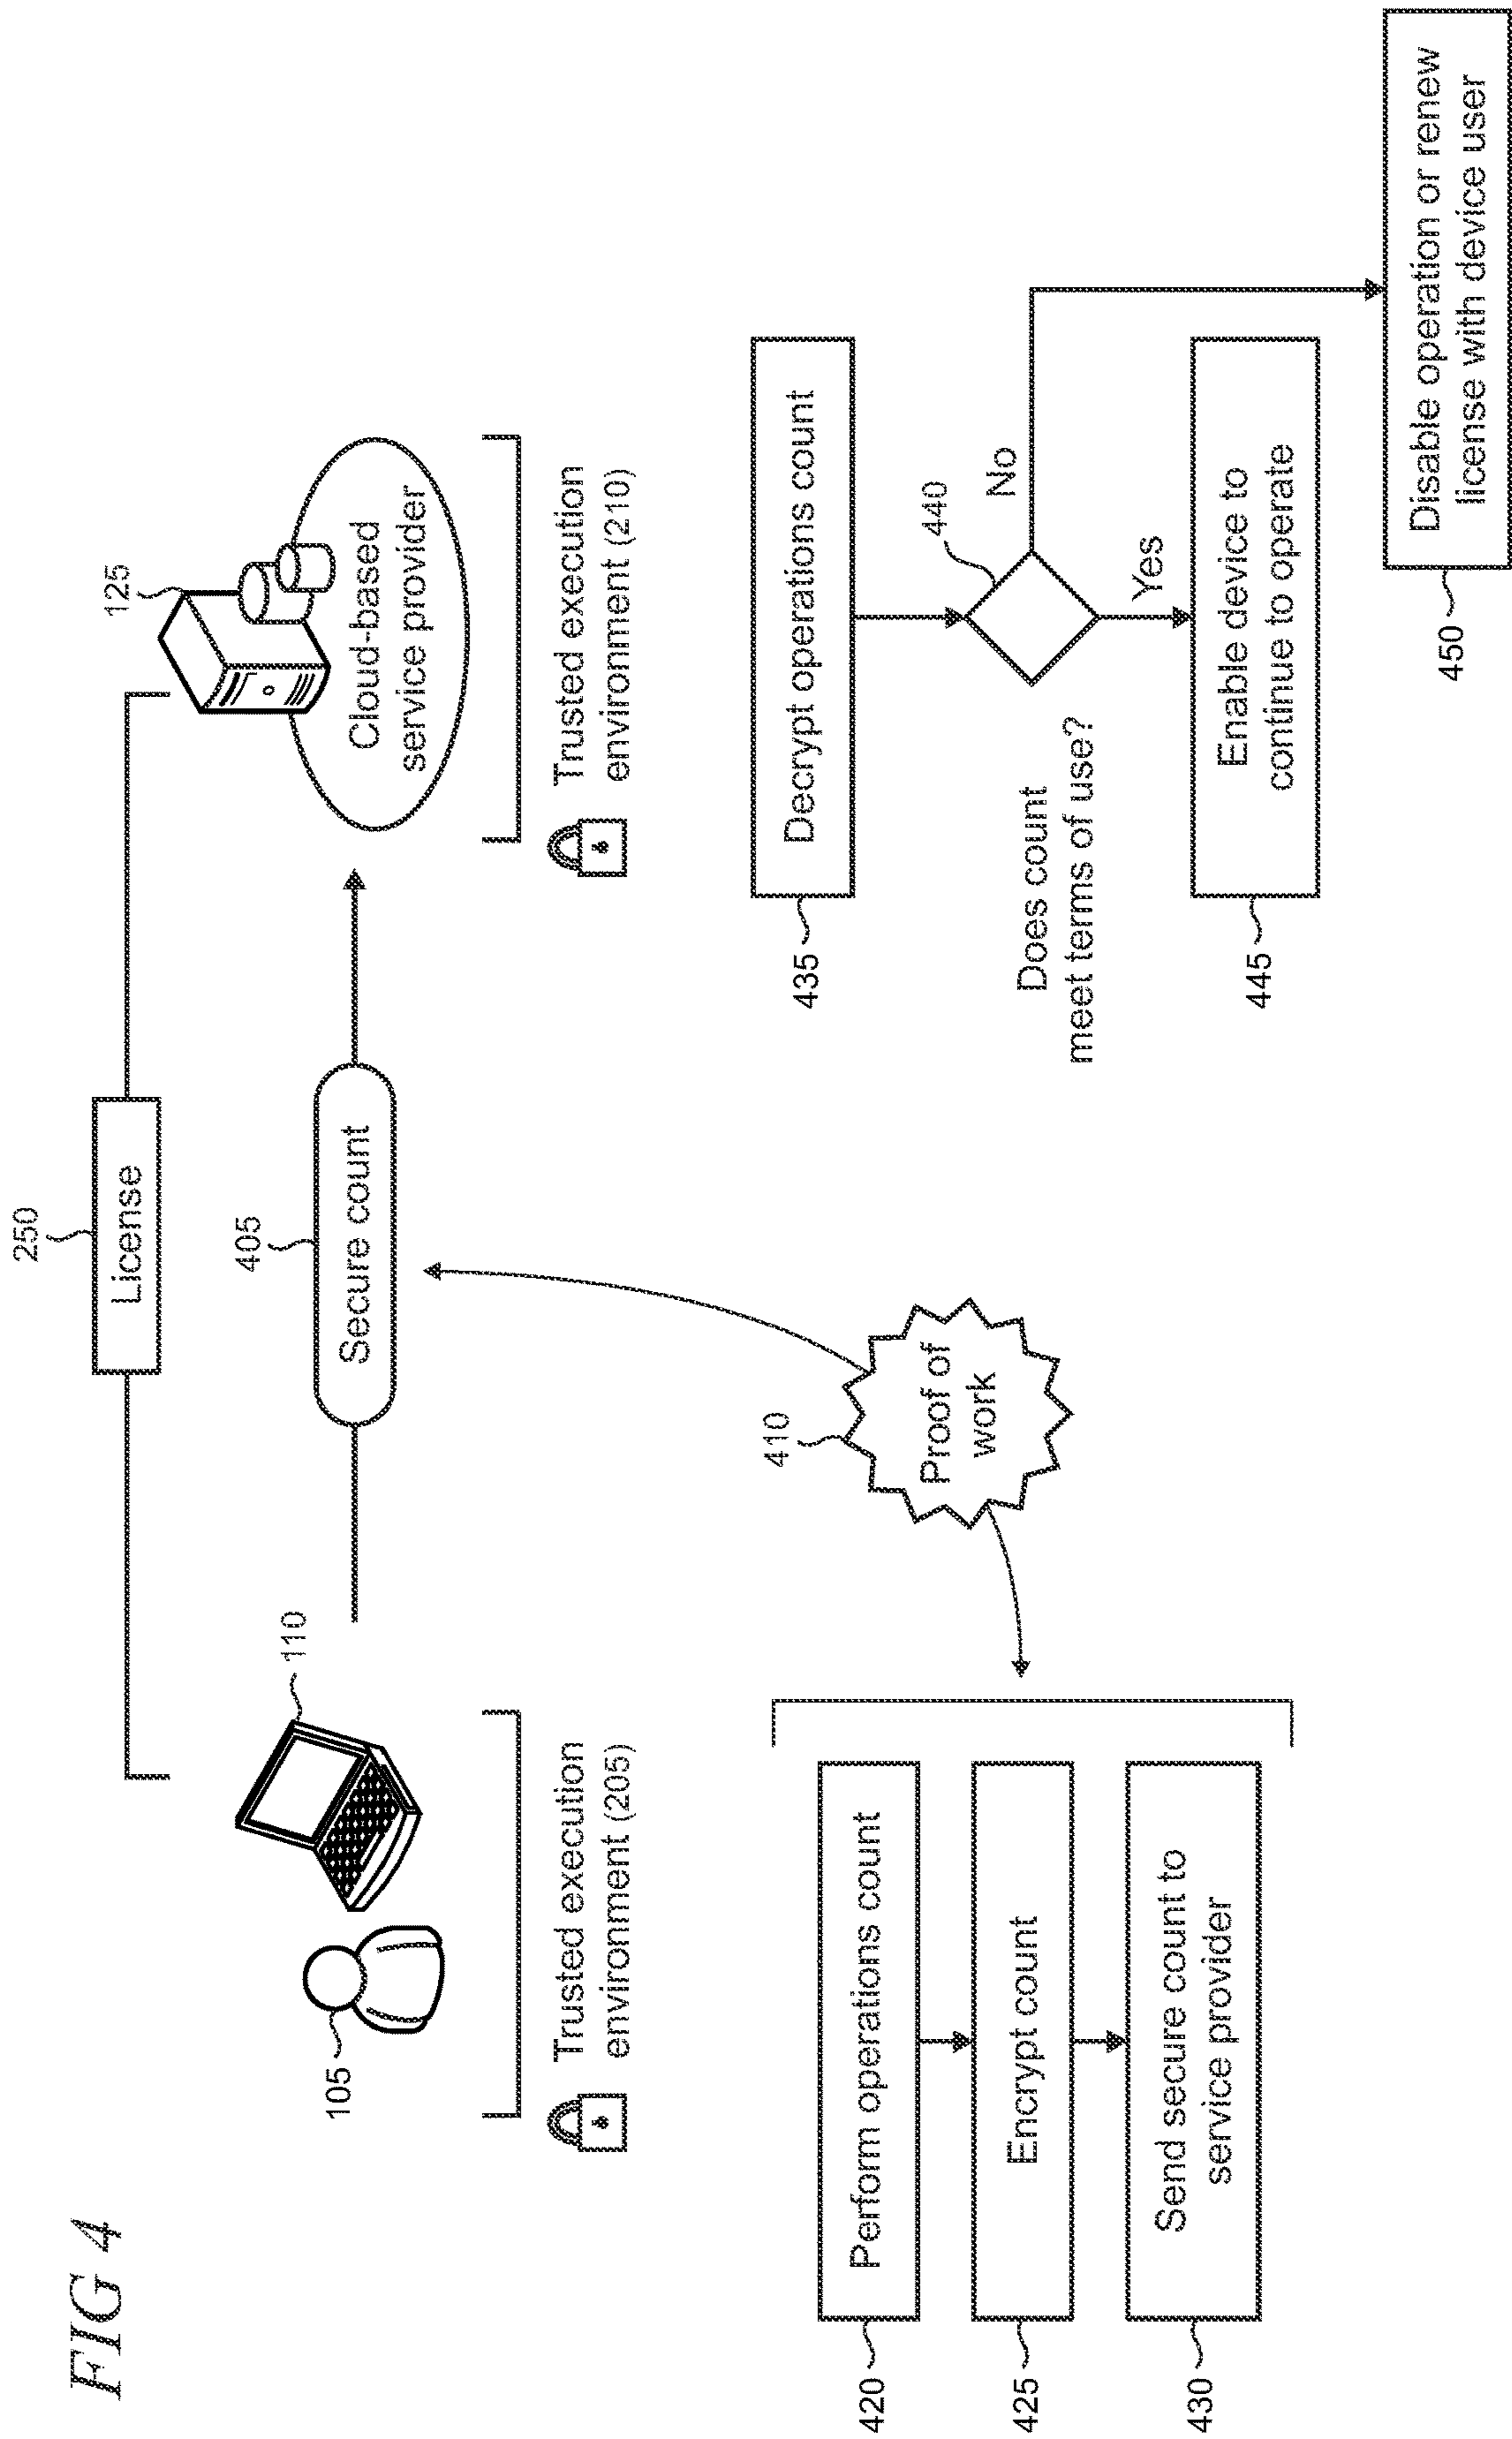 FIG 4
250
License
125
110
405
105
Secure count
Cloud-based
service provider
Trusted execution
environment (205)
Trusted execution
environment (210)
410
Proof of
work
420
Perform operations count
425
Encrypt count
430
Send secure count to
service provider
435
Decrypt operations count
440
Does count
meet terms of use?
No
Yes
445
Enable device to
continue to operate
450
Disable operation or renew
license with device user